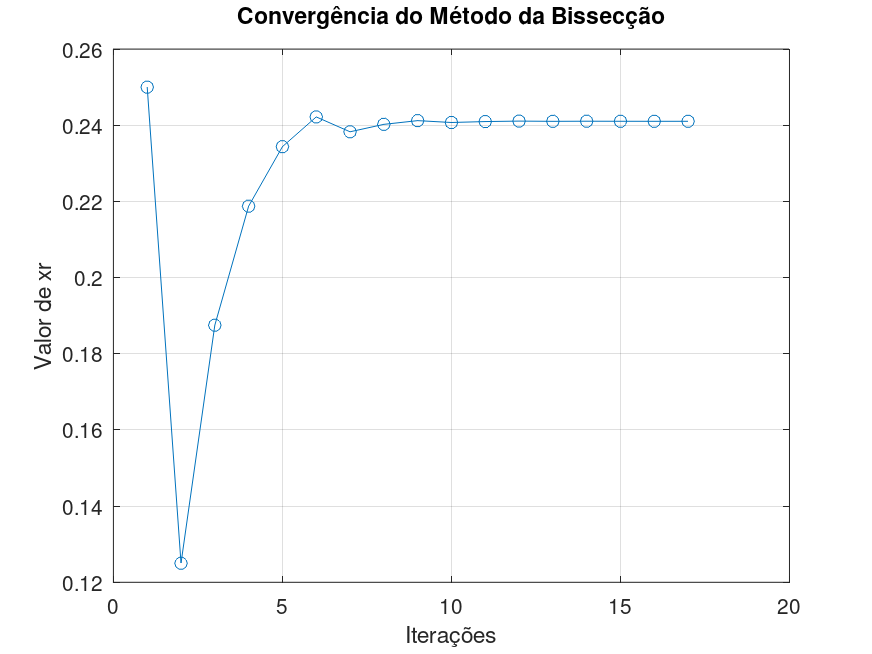 Convergência do Método da Bissecção
0.26
0.24
0.22
0.2
0.18
0.16
0.14
0.12
Valor de xr
0 5 10 15 20
Iterações